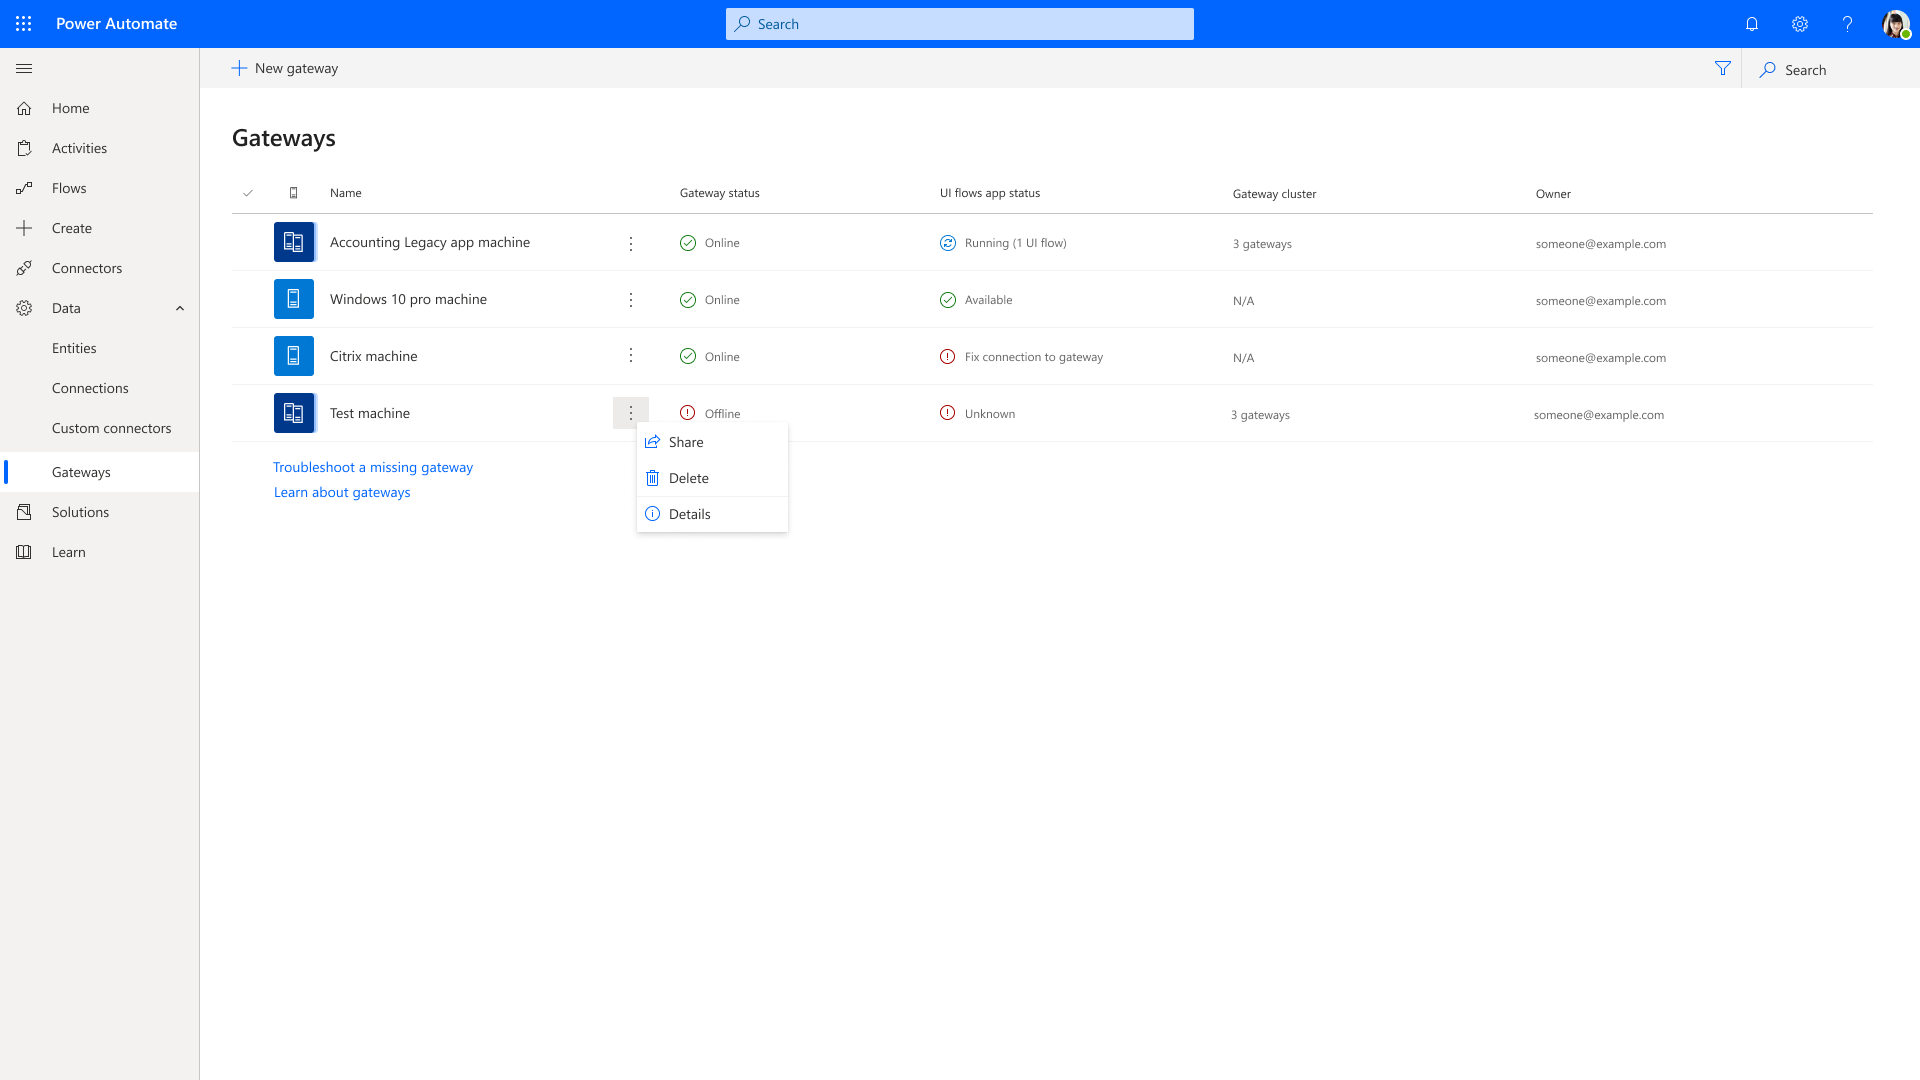 Power Automate
Search
New gateway
Search
Home
Activities
Flows
Create
Connectors
Data
Entities
Connections
Custom connectors
Gateways
Solutions
Learn
Gateways
Name Gateway status UI flows app status Gateway cluster Owner
Accounting Legacy app machine Online Running (1 UI flow) 3 gateways someone@example.com
Windows 10 pro machine Online Available N/A someone@example.com
Citrix machine Online Fix connection to gateway N/A someone@example.com
Test machine Offline Unknown 3 gateways someone@example.com
Share
Delete
Details
Troubleshoot a missing gateway
Learn about gateways